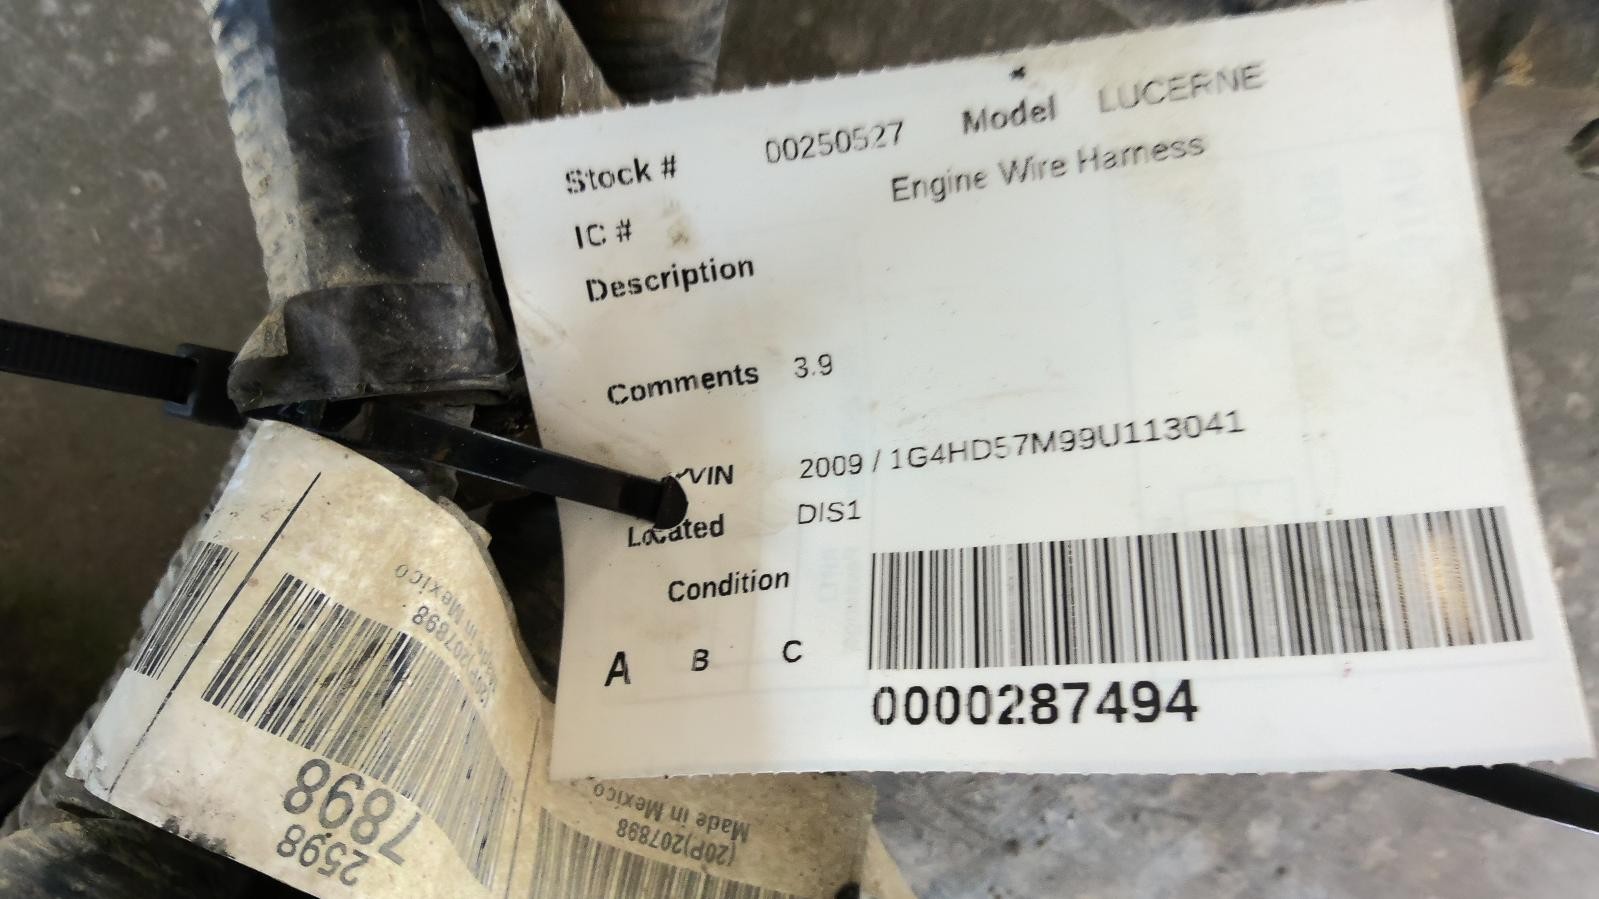 Stock # 00250527 Model LUCERNE
IC # Engine Wire Harness
Description
Comments 3.9
VIN 2009 / 1G4HD57M99U113041
Located DIS1
Condition
A B C
0000287494
Made in Mexico
(20P)207898
7898
2598
Made in Mexico
(20P)207898